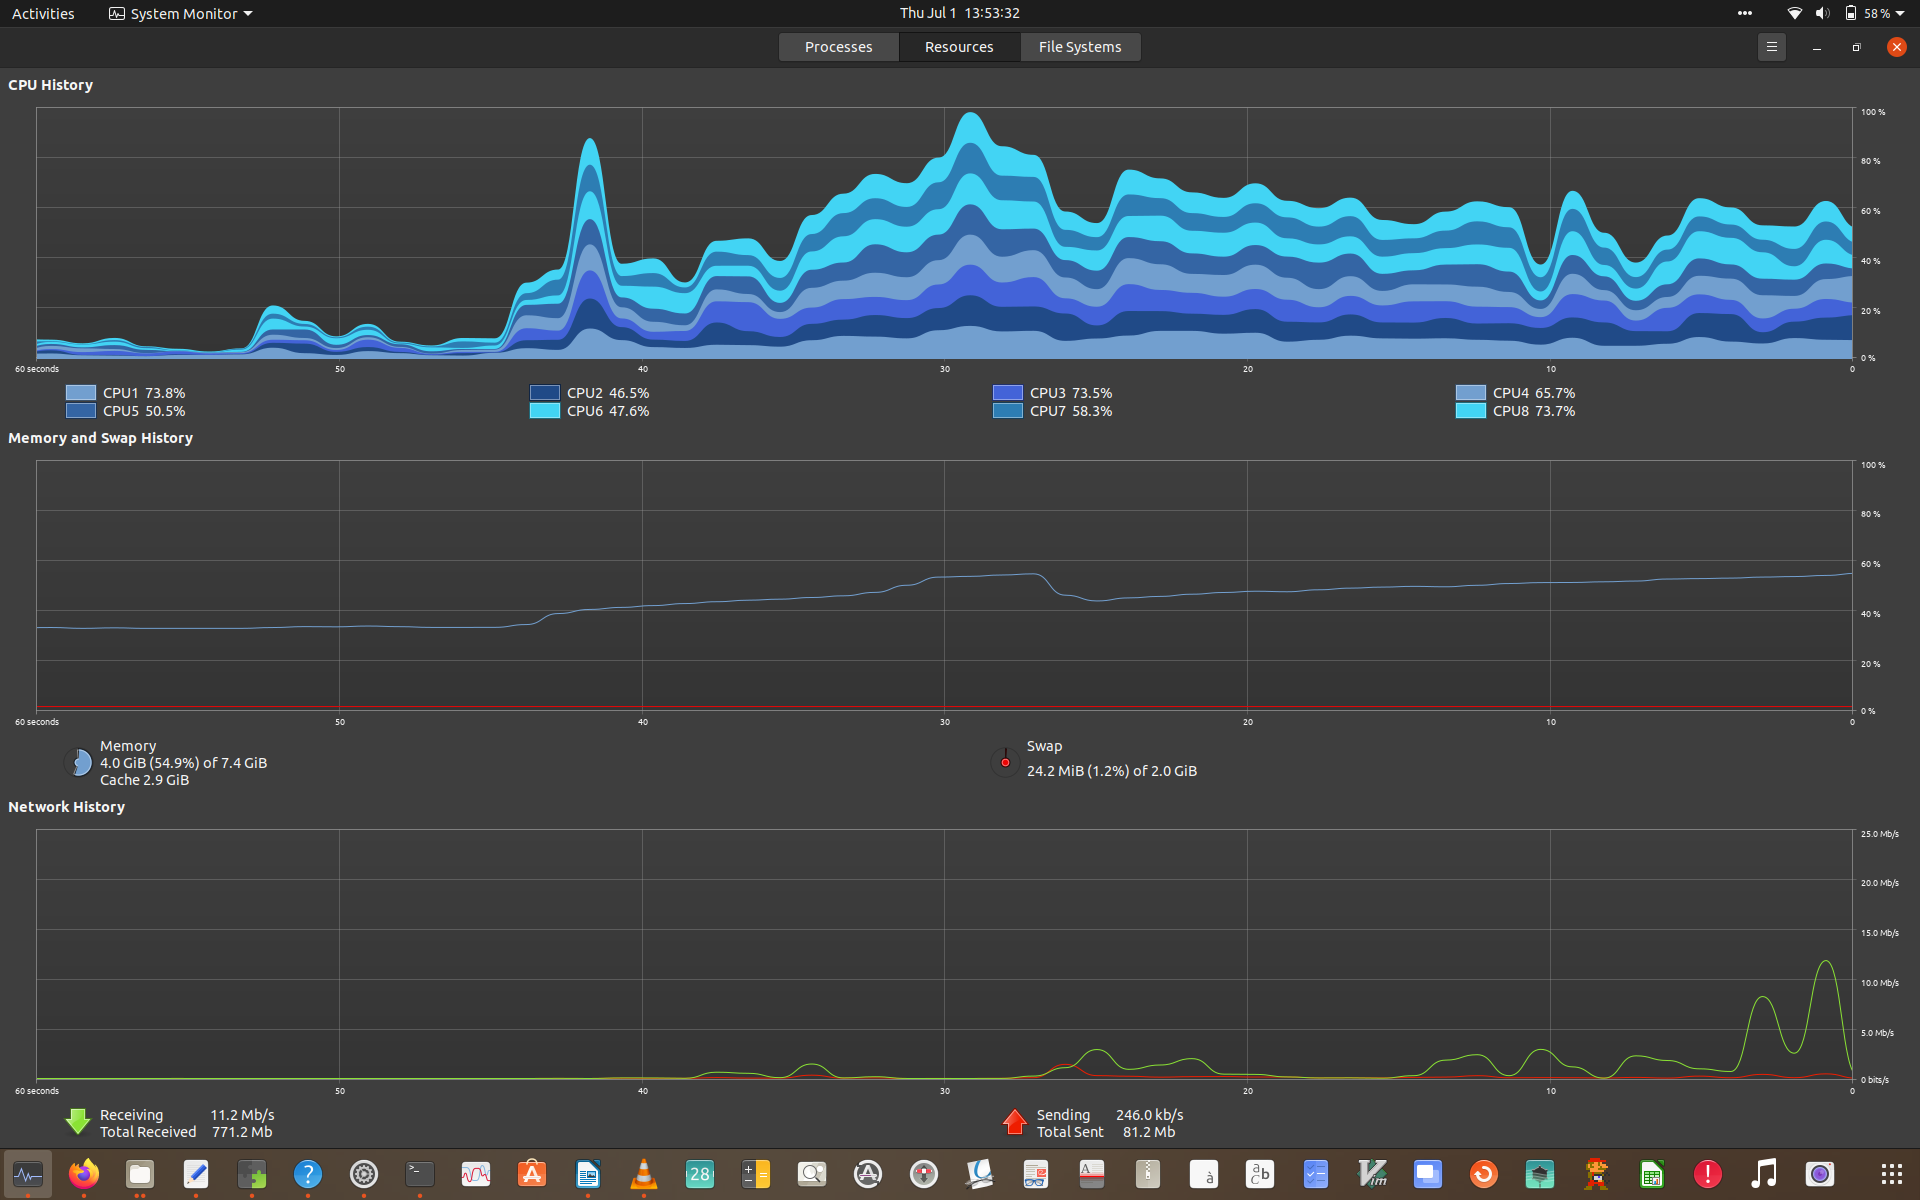 Activities System Monitor Thu Jul 1 13:53:32 58 %
Processes Resources File Systems
CPU History
100 %
80 %
60 %
40 %
20 %
0 %
60 seconds 50 40 30 20 10 0
CPU1 73.8% CPU2 46.5% CPU3 73.5% CPU4 65.7%
CPU5 50.5% CPU6 47.6% CPU7 58.3% CPU8 73.7%
Memory and Swap History
100 %
80 %
60 %
40 %
20 %
0 %
60 seconds 50 40 30 20 10 0
Memory Swap
4.0 GiB (54.9%) of 7.4 GiB 24.2 MiB (1.2%) of 2.0 GiB
Cache 2.9 GiB
Network History
25.0 Mb/s
20.0 Mb/s
15.0 Mb/s
10.0 Mb/s
5.0 Mb/s
0 bits/s
60 seconds 50 40 30 20 10 0
Receiving 11.2 Mb/s Sending 246.0 kb/s
Total Received 771.2 Mb Total Sent 81.2 Mb
? >_ A 28 A A à a b c Vim !